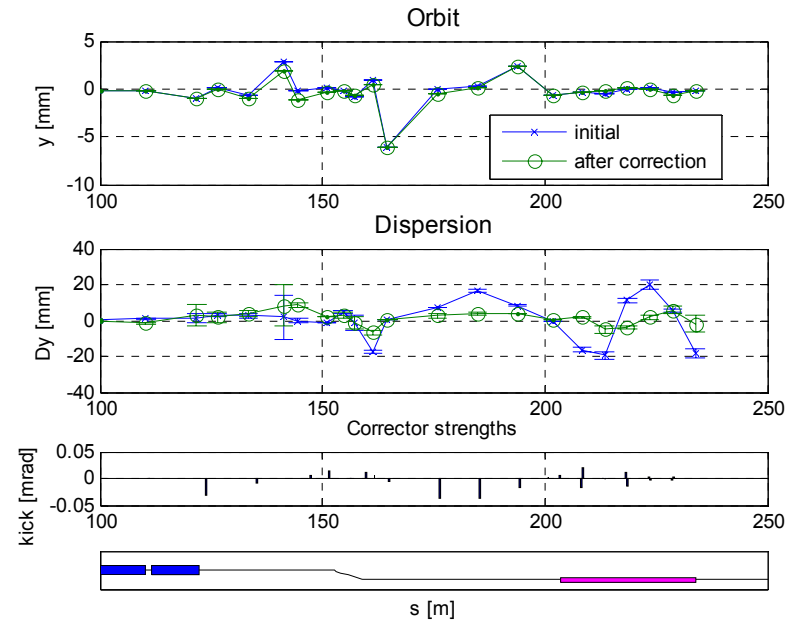 Orbit
5
0
-5
-10
y [mm]
initial
after correction
100 150 200 250
Dispersion
40
20
0
-20
-40
Dy [mm]
100 150 200 250
Corrector strengths
0.05
0
-0.05
kick [mrad]
100 150 200 250
s [m]